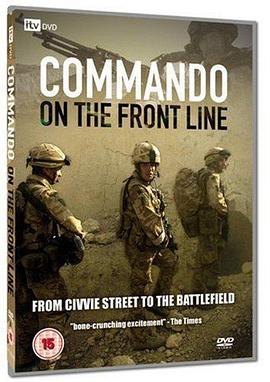 itv DVD
COMMANDO
ON THE FRONT LINE
FROM CIVVIE STREET TO THE BATTLEFIELD
"bone-crunching excitement" - The Times
15
DVD
COMMANDO ON THE FRONT LINE